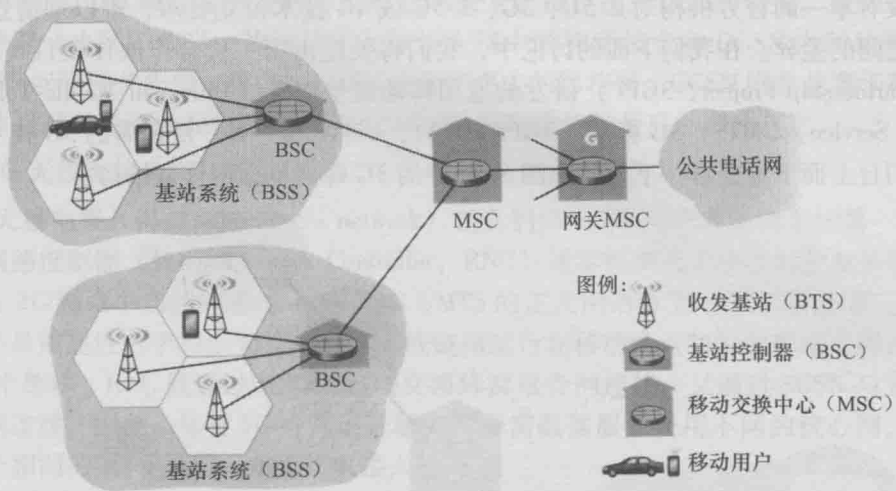 BSC
基站系统（BSS）
G
MSC
网关MSC
公共电话网
BSC
基站系统（BSS）
图例:
收发基站（BTS）
基站控制器（BSC）
移动交换中心（MSC）
移动用户